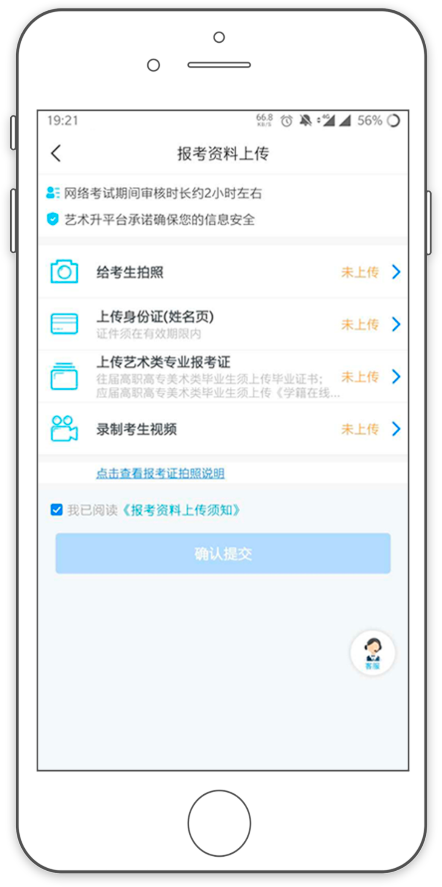 19:21
66.8
KB/S
4G
56%
报考资料上传
网络考试期间审核时长约2小时左右
艺术升平台承诺确保您的信息安全
给考生拍照
未上传
上传身份证(姓名页)
证件须在有效期限内
未上传
上传艺术类专业报考证
往届高职高专美术类毕业生须上传毕业证书;
应届高职高专美术类毕业生须上传《学籍在线...
未上传
录制考生视频
未上传
点击查看报考证拍照说明
我已阅读《报考资料上传须知》
确认提交
客服